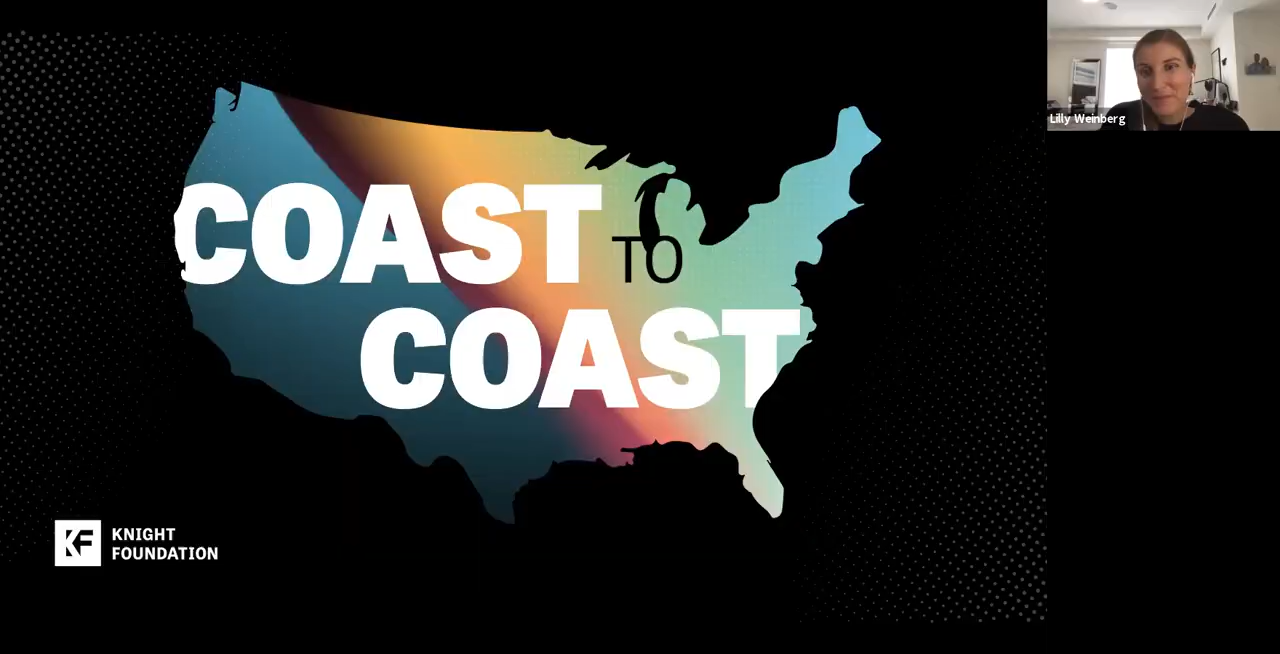 COAST TO
COAST
KNIGHT
FOUNDATION
Lilly Weinberg